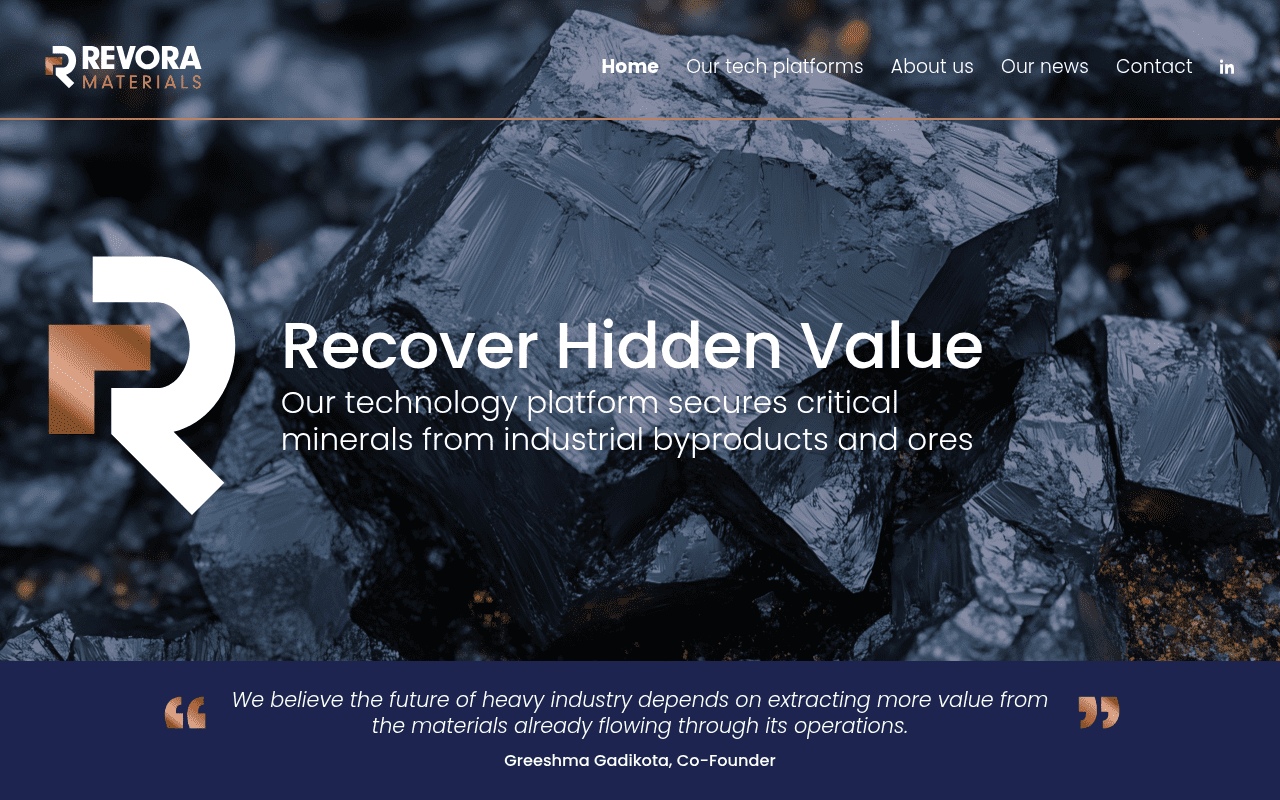 REVORA
MATERIALS
Home Our tech platforms About us Our news Contact in
Recover Hidden Value
Our technology platform secures critical
minerals from industrial byproducts and ores
“ We believe the future of heavy industry depends on extracting more value from ”
the materials already flowing through its operations.
Greeshma Gadikota, Co-Founder